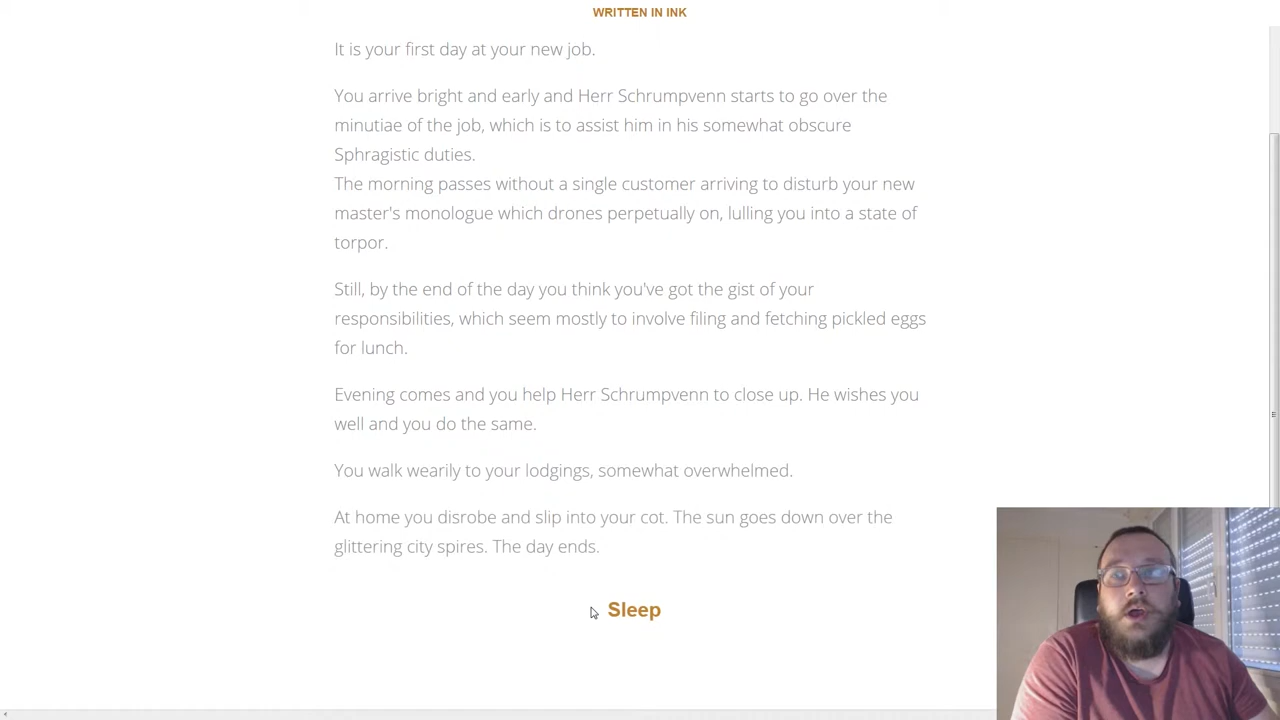 WRITTEN IN INK
It is your first day at your new job.
You arrive bright and early and Herr Schrumpvenn starts to go over the
minutiae of the job, which is to assist him in his somewhat obscure
Sphragistic duties.
The morning passes without a single customer arriving to disturb your new
master's monologue which drones perpetually on, lulling you into a state of
torpor.
Still, by the end of the day you think you've got the gist of your
responsibilities, which seem mostly to involve filing and fetching pickled eggs
for lunch.
Evening comes and you help Herr Schrumpvenn to close up. He wishes you
well and you do the same.
You walk wearily to your lodgings, somewhat overwhelmed.
At home you disrobe and slip into your cot. The sun goes down over the
glittering city spires. The day ends.
Sleep